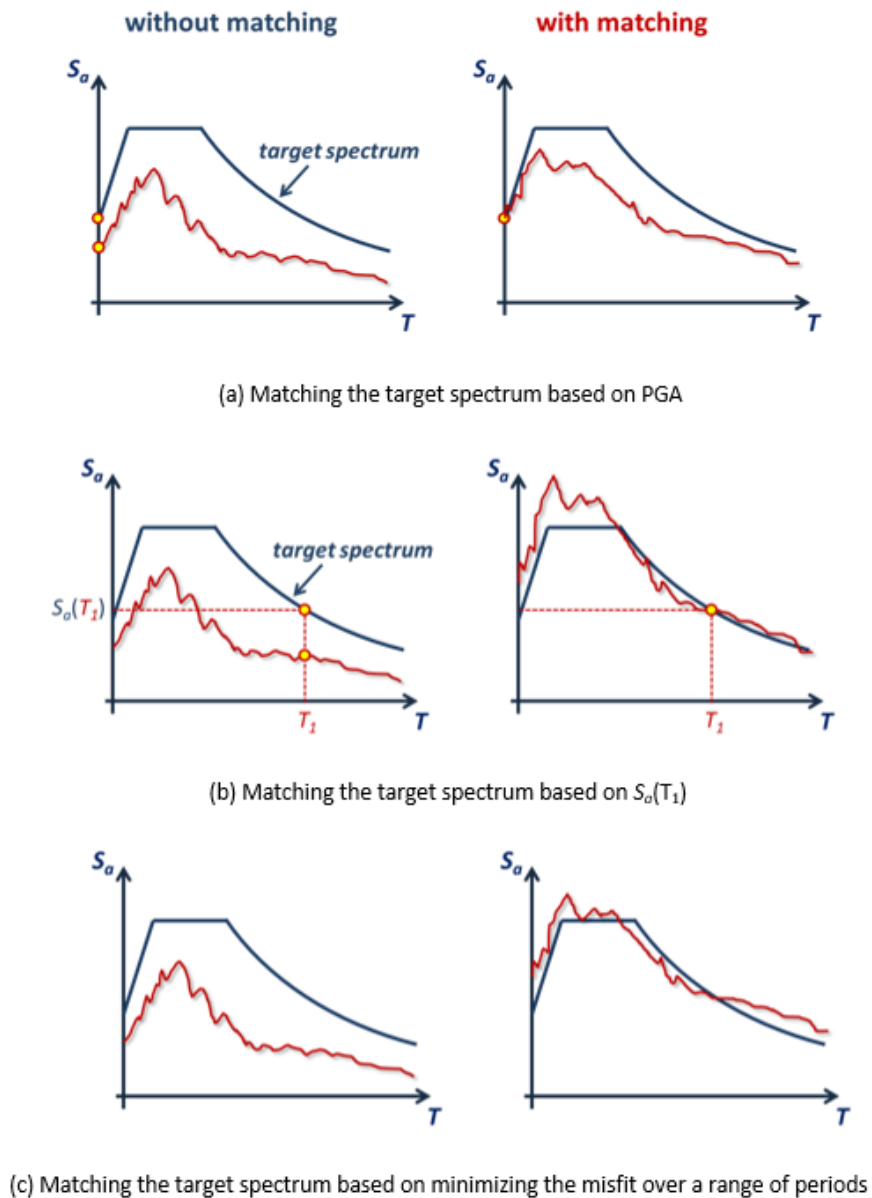 without matching
with matching
Sa
Sa
target spectrum
T
T
(a) Matching the target spectrum based on PGA
Sa
Sa
target spectrum
Sa(T1)
T1
T
T1
T
(b) Matching the target spectrum based on Sa(T1)
Sa
Sa
T
T
(c) Matching the target spectrum based on minimizing the misfit over a range of periods